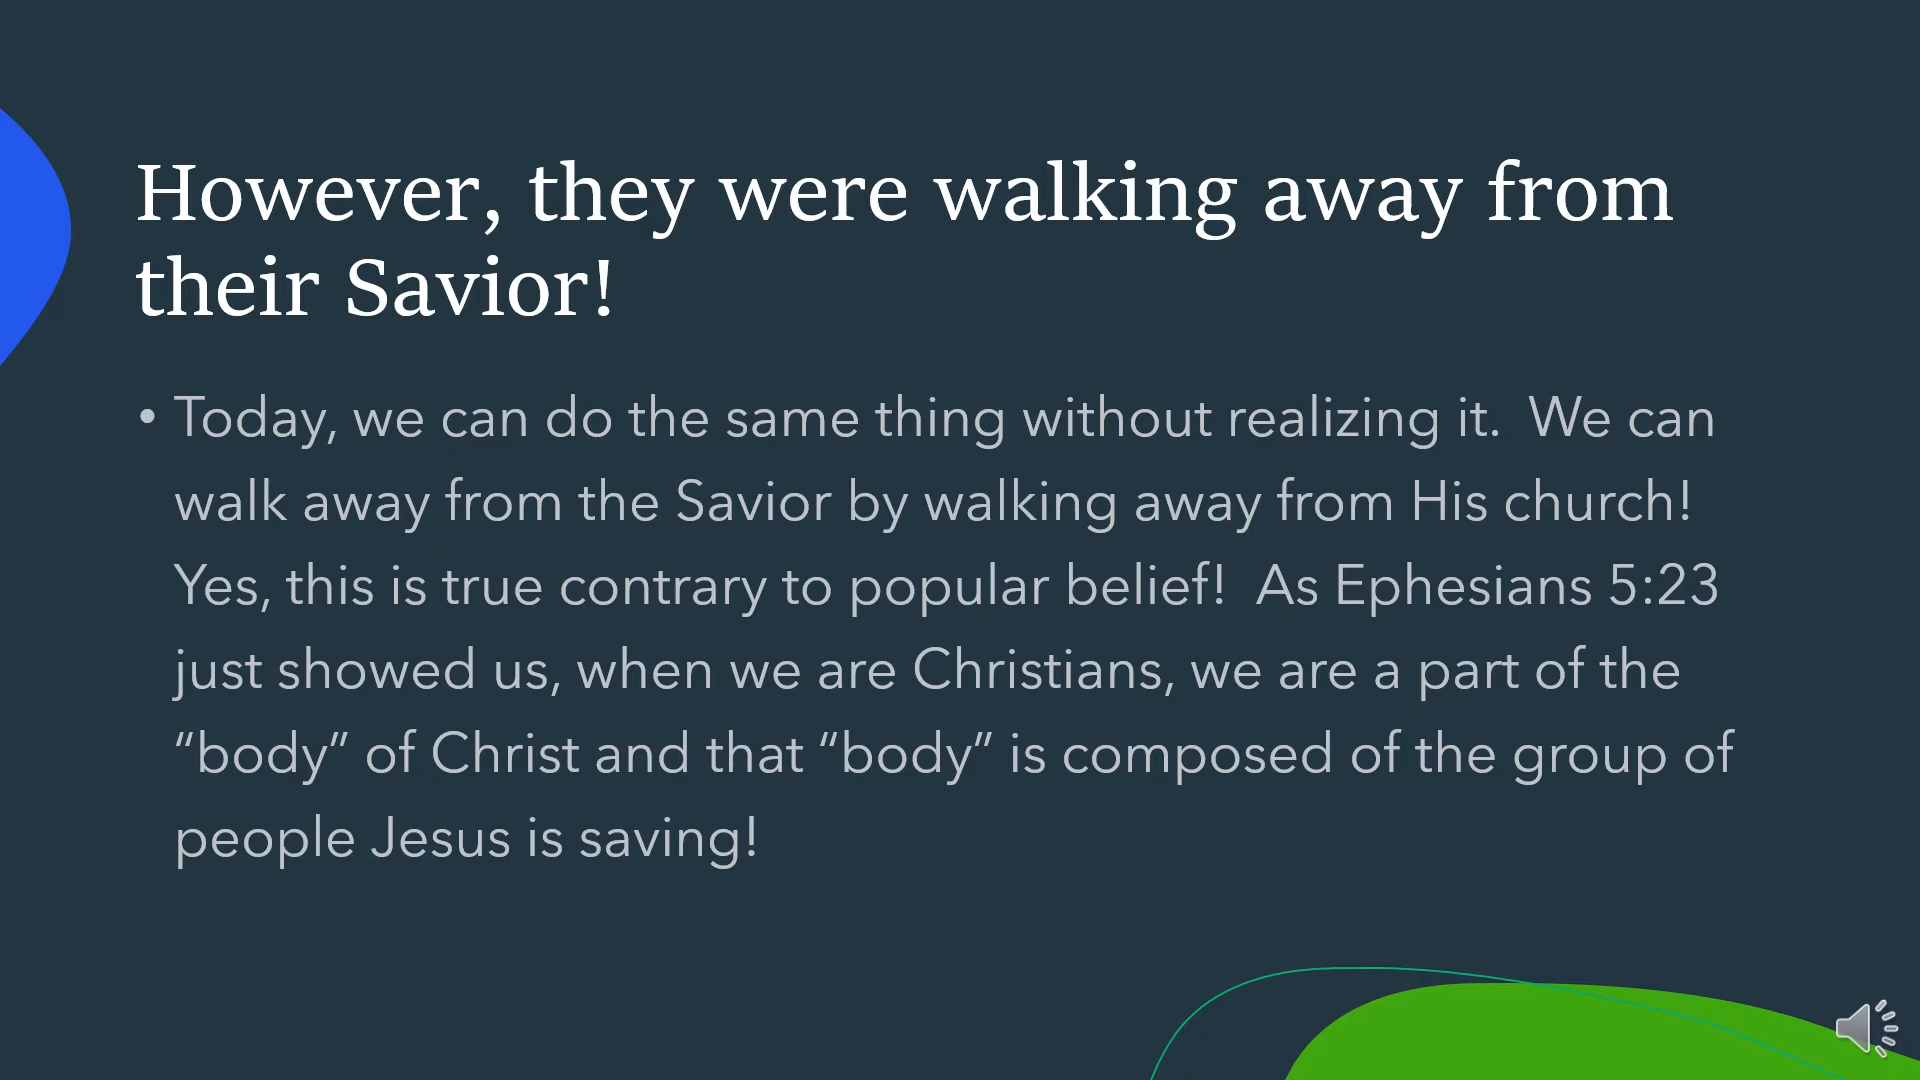 However, they were walking away from
their Savior!
• Today, we can do the same thing without realizing it.  We can
walk away from the Savior by walking away from His church!
Yes, this is true contrary to popular belief!  As Ephesians 5:23
just showed us, when we are Christians, we are a part of the
“body” of Christ and that “body” is composed of the group of
people Jesus is saving!